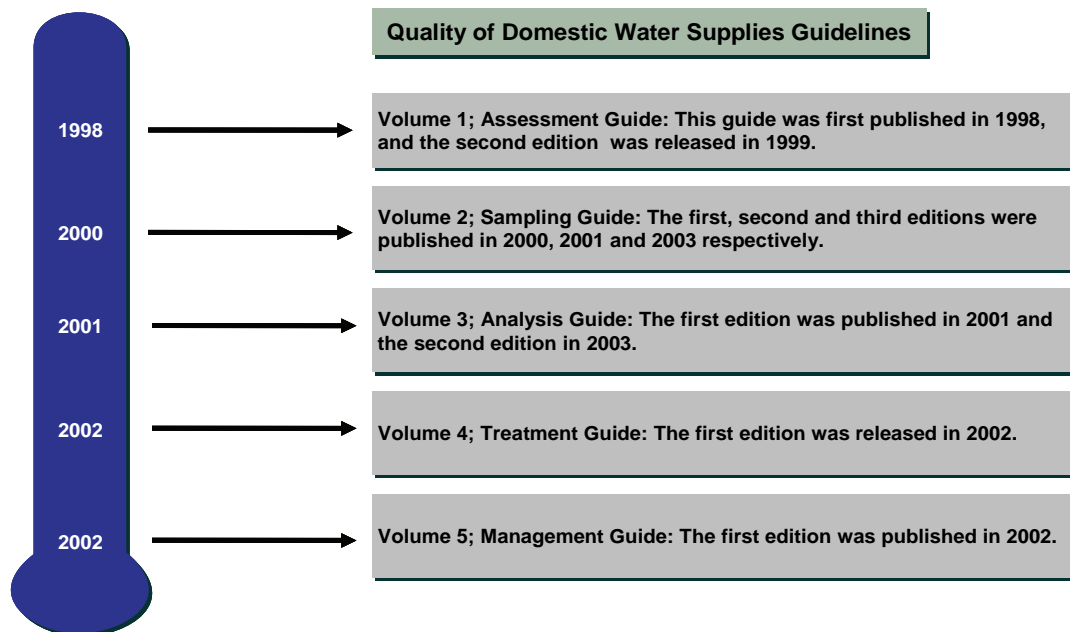 Quality of Domestic Water Supplies Guidelines
1998
Volume 1; Assessment Guide: This guide was first published in 1998,
and the second edition was released in 1999.
2000
Volume 2; Sampling Guide: The first, second and third editions were
published in 2000, 2001 and 2003 respectively.
2001
Volume 3; Analysis Guide: The first edition was published in 2001 and
the second edition in 2003.
2002
Volume 4; Treatment Guide: The first edition was released in 2002.
2002
Volume 5; Management Guide: The first edition was published in 2002.